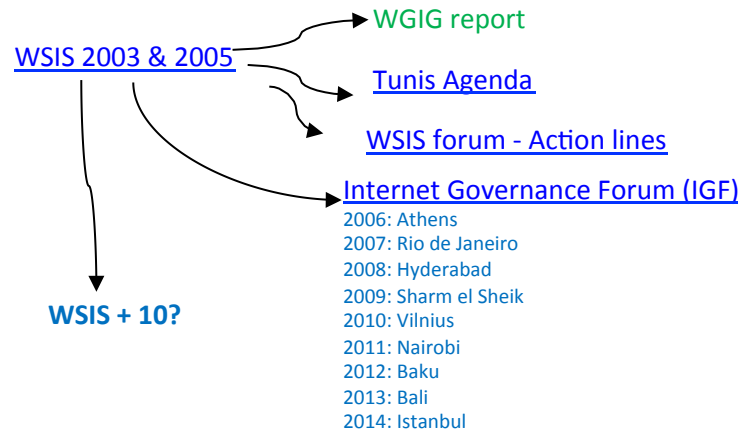 WGIG report
WSIS 2003 & 2005
Tunis Agenda
WSIS forum - Action lines
Internet Governance Forum (IGF)
2006: Athens
2007: Rio de Janeiro
2008: Hyderabad
2009: Sharm el Sheik
2010: Vilnius
2011: Nairobi
2012: Baku
2013: Bali
2014: Istanbul
WSIS + 10?